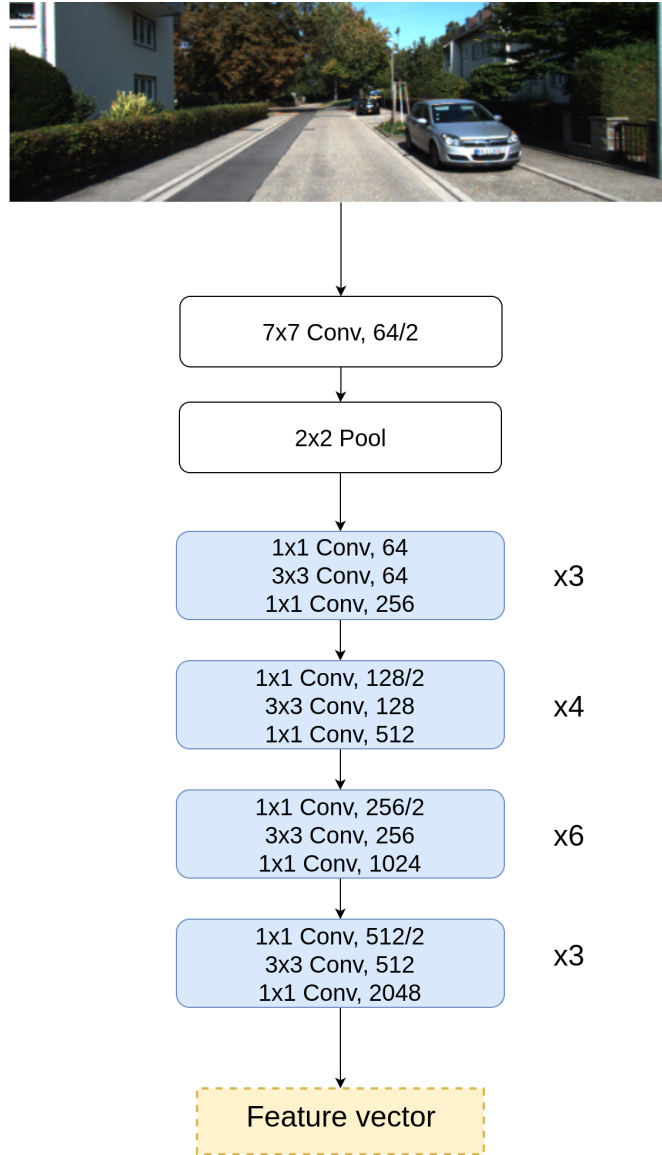 7x7 Conv, 64/2
2x2 Pool
1x1 Conv, 64
3x3 Conv, 64
1x1 Conv, 256
x3
1x1 Conv, 128/2
3x3 Conv, 128
1x1 Conv, 512
x4
1x1 Conv, 256/2
3x3 Conv, 256
1x1 Conv, 1024
x6
1x1 Conv, 512/2
3x3 Conv, 512
1x1 Conv, 2048
x3
Feature vector